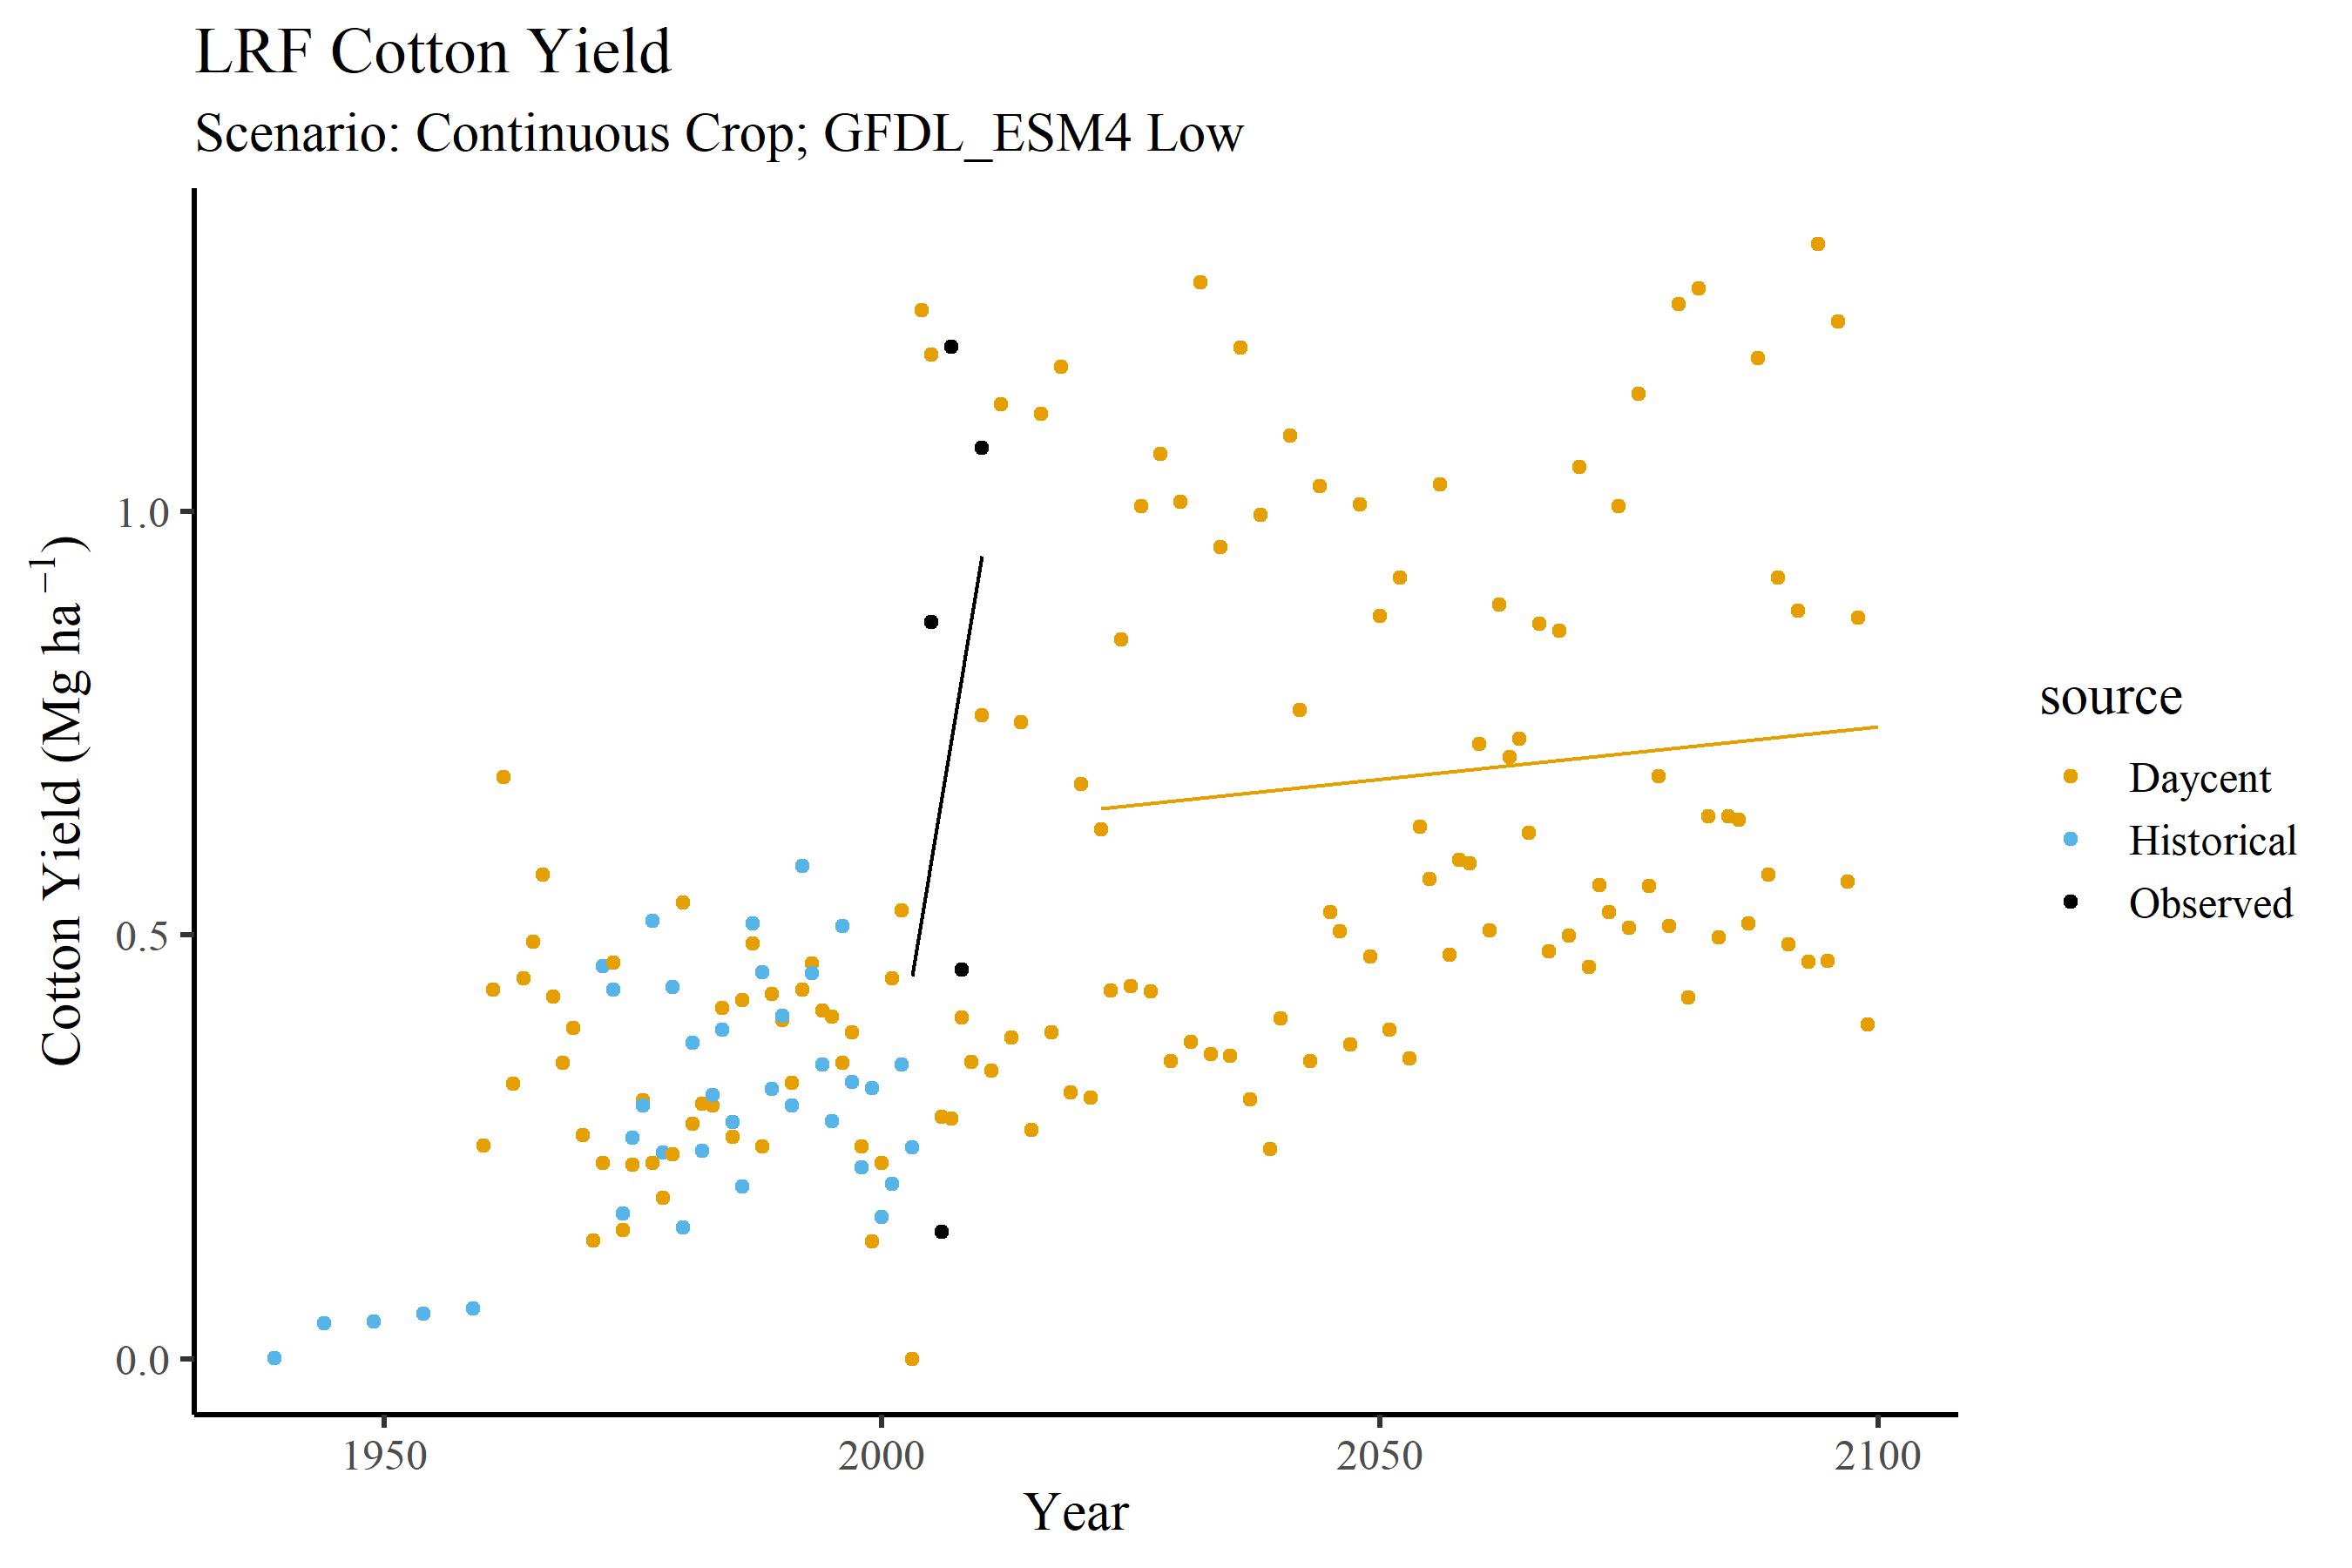 LRF Cotton Yield
Scenario: Continuous Crop; GFDL_ESM4 Low
Cotton Yield (Mg ha −1)
1.0
0.5
0.0
1950 2000 2050 2100
Year
source
Daycent
Historical
Observed